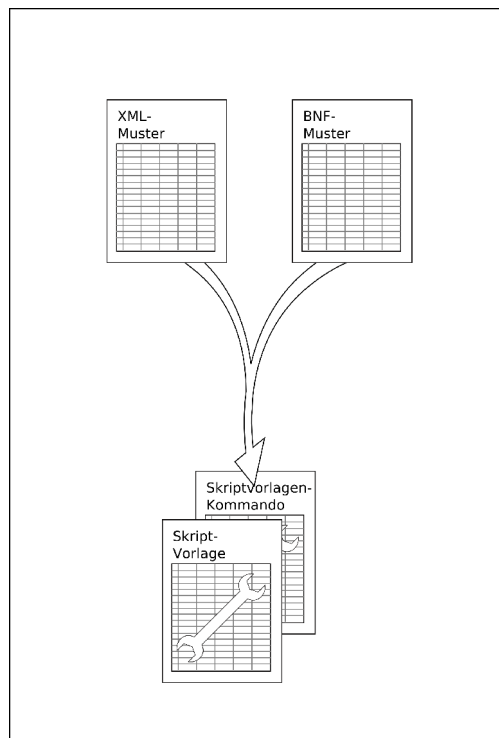 XML-
Muster
BNF-
Muster
Skriptvorlagen-
Kommando
Skript-
Vorlage